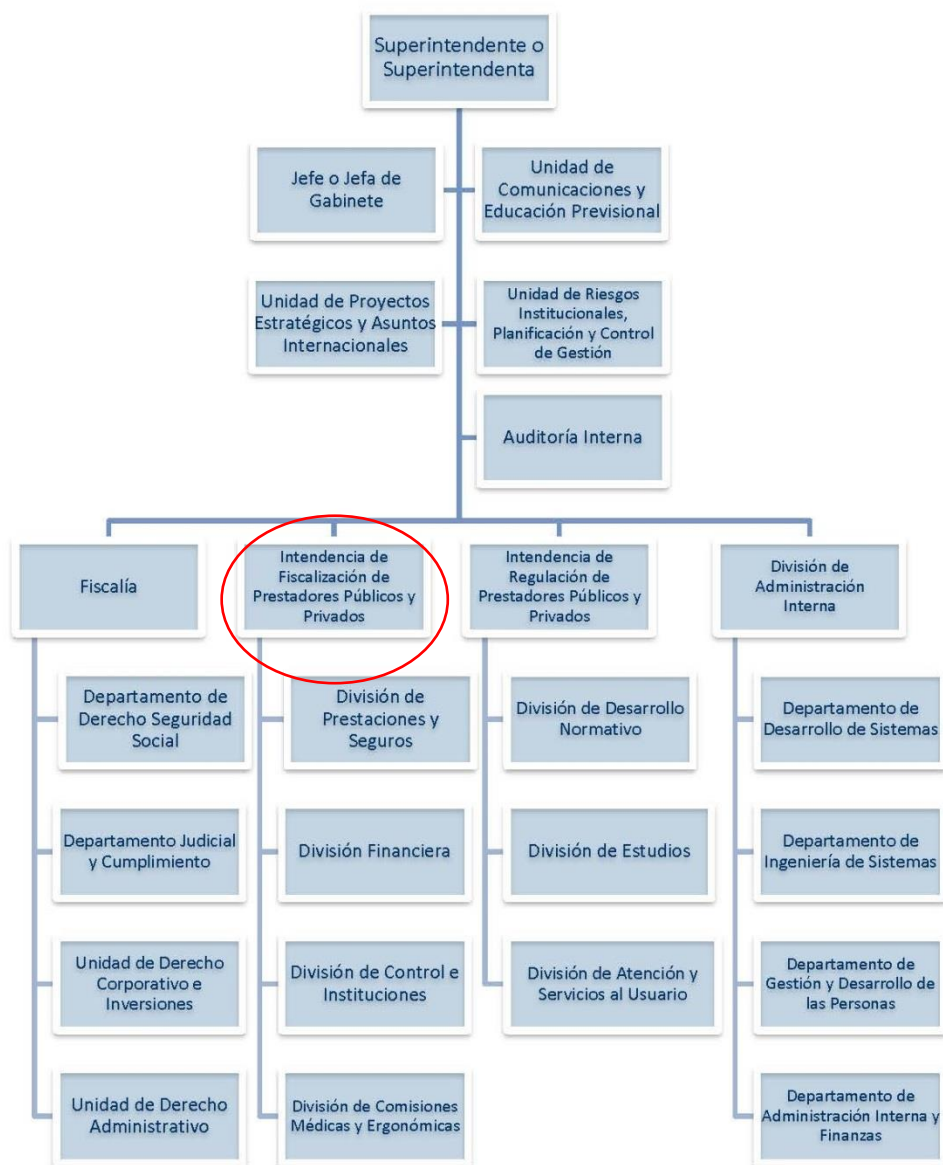 Superintendente o
Superintendenta
Jefe o Jefa de
Gabinete
Unidad de
Comunicaciones y
Educación Previsional
Unidad de Proyectos
Estratégicos y Asuntos
Internacionales
Unidad de Riesgos
Institucionales,
Planificación y Control
de Gestión
Auditoría Interna
Fiscalía
Intendencia de
Fiscalización de
Prestadores Públicos y
Privados
Intendencia de
Regulación de
Prestadores Públicos y
Privados
División de
Administración
Interna
Departamento de
Derecho Seguridad
Social
División de
Prestaciones y
Seguros
División de Desarrollo
Normativo
Departamento de
Desarrollo de Sistemas
Departamento Judicial
y Cumplimiento
División Financiera
División de Estudios
Departamento de
Ingeniería de Sistemas
Unidad de Derecho
Corporativo e
Inversiones
División de Control e
Instituciones
División de Atención y
Servicios al Usuario
Departamento de
Gestión y Desarrollo de
las Personas
Unidad de Derecho
Administrativo
División de Comisiones
Médicas y Ergonómicas
Departamento de
Administración Interna y
Finanzas